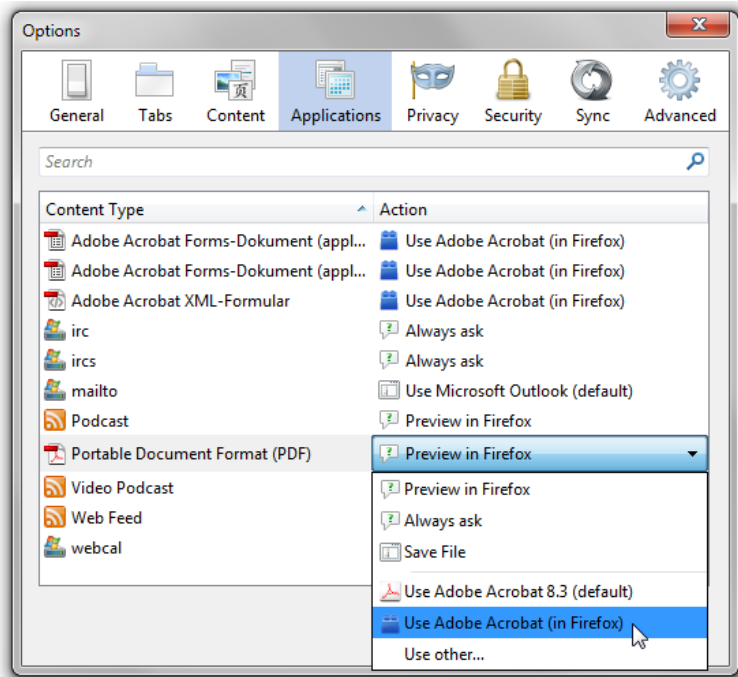 Options
General Tabs Content Applications Privacy Security Sync Advanced
Search
Content Type Action
Adobe Acrobat Forms-Dokument (appl... Use Adobe Acrobat (in Firefox)
Adobe Acrobat Forms-Dokument (appl... Use Adobe Acrobat (in Firefox)
Adobe Acrobat XML-Formular Use Adobe Acrobat (in Firefox)
irc Always ask
ircs Always ask
mailto Use Microsoft Outlook (default)
Podcast Preview in Firefox
Portable Document Format (PDF) Preview in Firefox
Video Podcast Preview in Firefox
Web Feed Always ask
webcal Save File
Use Adobe Acrobat 8.3 (default)
Use Adobe Acrobat (in Firefox)
Use other...